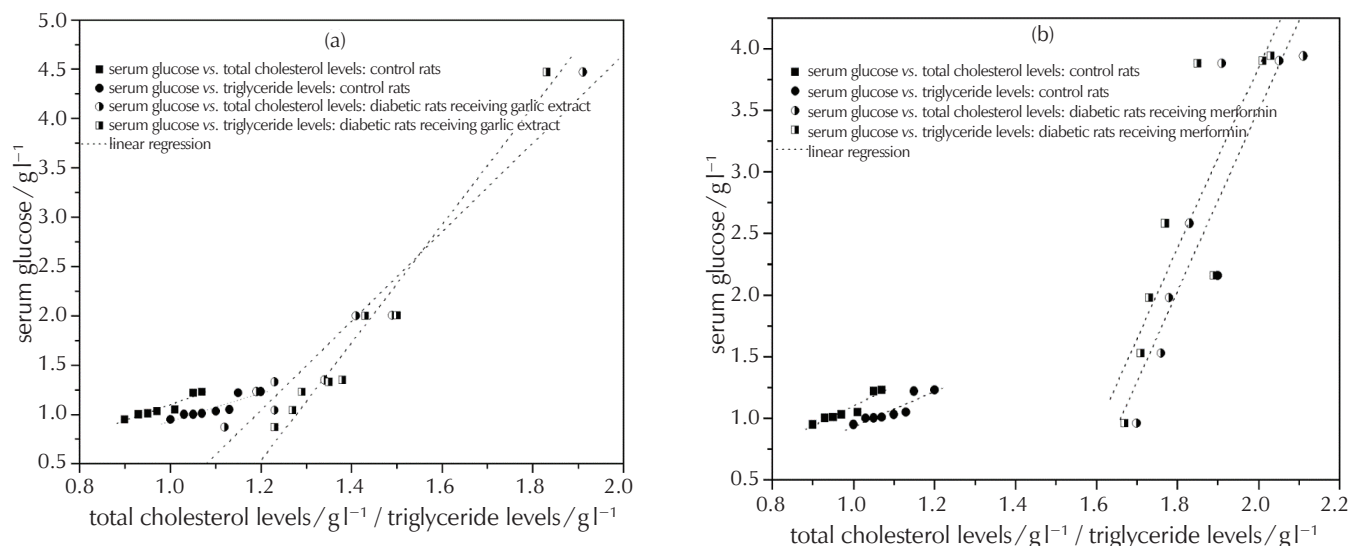 (a)
serum glucose vs. total cholesterol levels: control rats
serum glucose vs. triglyceride levels: control rats
serum glucose vs. total cholesterol levels: diabetic rats receiving garlic extract
serum glucose vs. triglyceride levels: diabetic rats receiving garlic extract
linear regression
serum glucose/g l⁻¹
5.0
4.5
4.0
3.5
3.0
2.5
2.0
1.5
1.0
0.5
0.8 1.0 1.2 1.4 1.6 1.8 2.0
total cholesterol levels/g l⁻¹ / triglyceride levels/g l⁻¹
(b)
serum glucose vs. total cholesterol levels: control rats
serum glucose vs. triglyceride levels: control rats
serum glucose vs. total cholesterol levels: diabetic rats receiving merformin
serum glucose vs. triglyceride levels: diabetic rats receiving merformin
linear regression
serum glucose/g l⁻¹
4.0
3.5
3.0
2.5
2.0
1.5
1.0
0.5
0.8 1.0 1.2 1.4 1.6 1.8 2.0 2.2
total cholesterol levels/g l⁻¹ / triglyceride levels/g l⁻¹